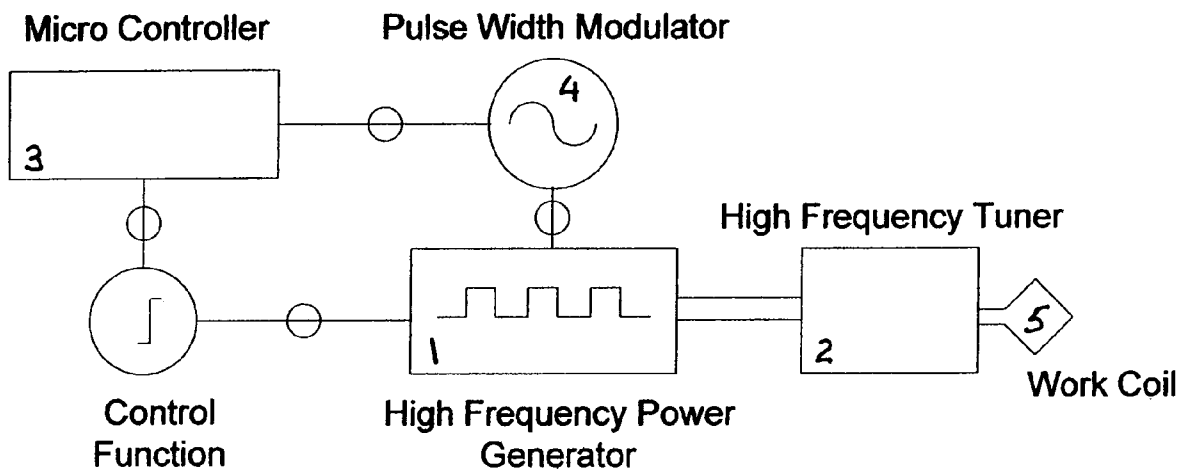 Micro Controller
Pulse Width Modulator
4
3
High Frequency Tuner
1
2
5
Work Coil
Control
Function
High Frequency Power
Generator